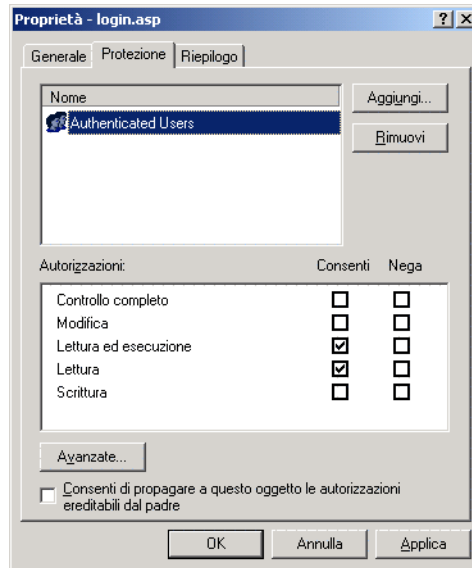 Proprietà - login.asp
Generale Protezione Riepilogo
Nome
Authenticated Users
Aggiungi...
Rimuovi
Autorizzazioni: Consenti Nega
Controllo completo
Modifica
Lettura ed esecuzione
Lettura
Scrittura
Avanzate...
Consenti di propagare a questo oggetto le autorizzazioni
ereditabili dal padre
OK Annulla Applica